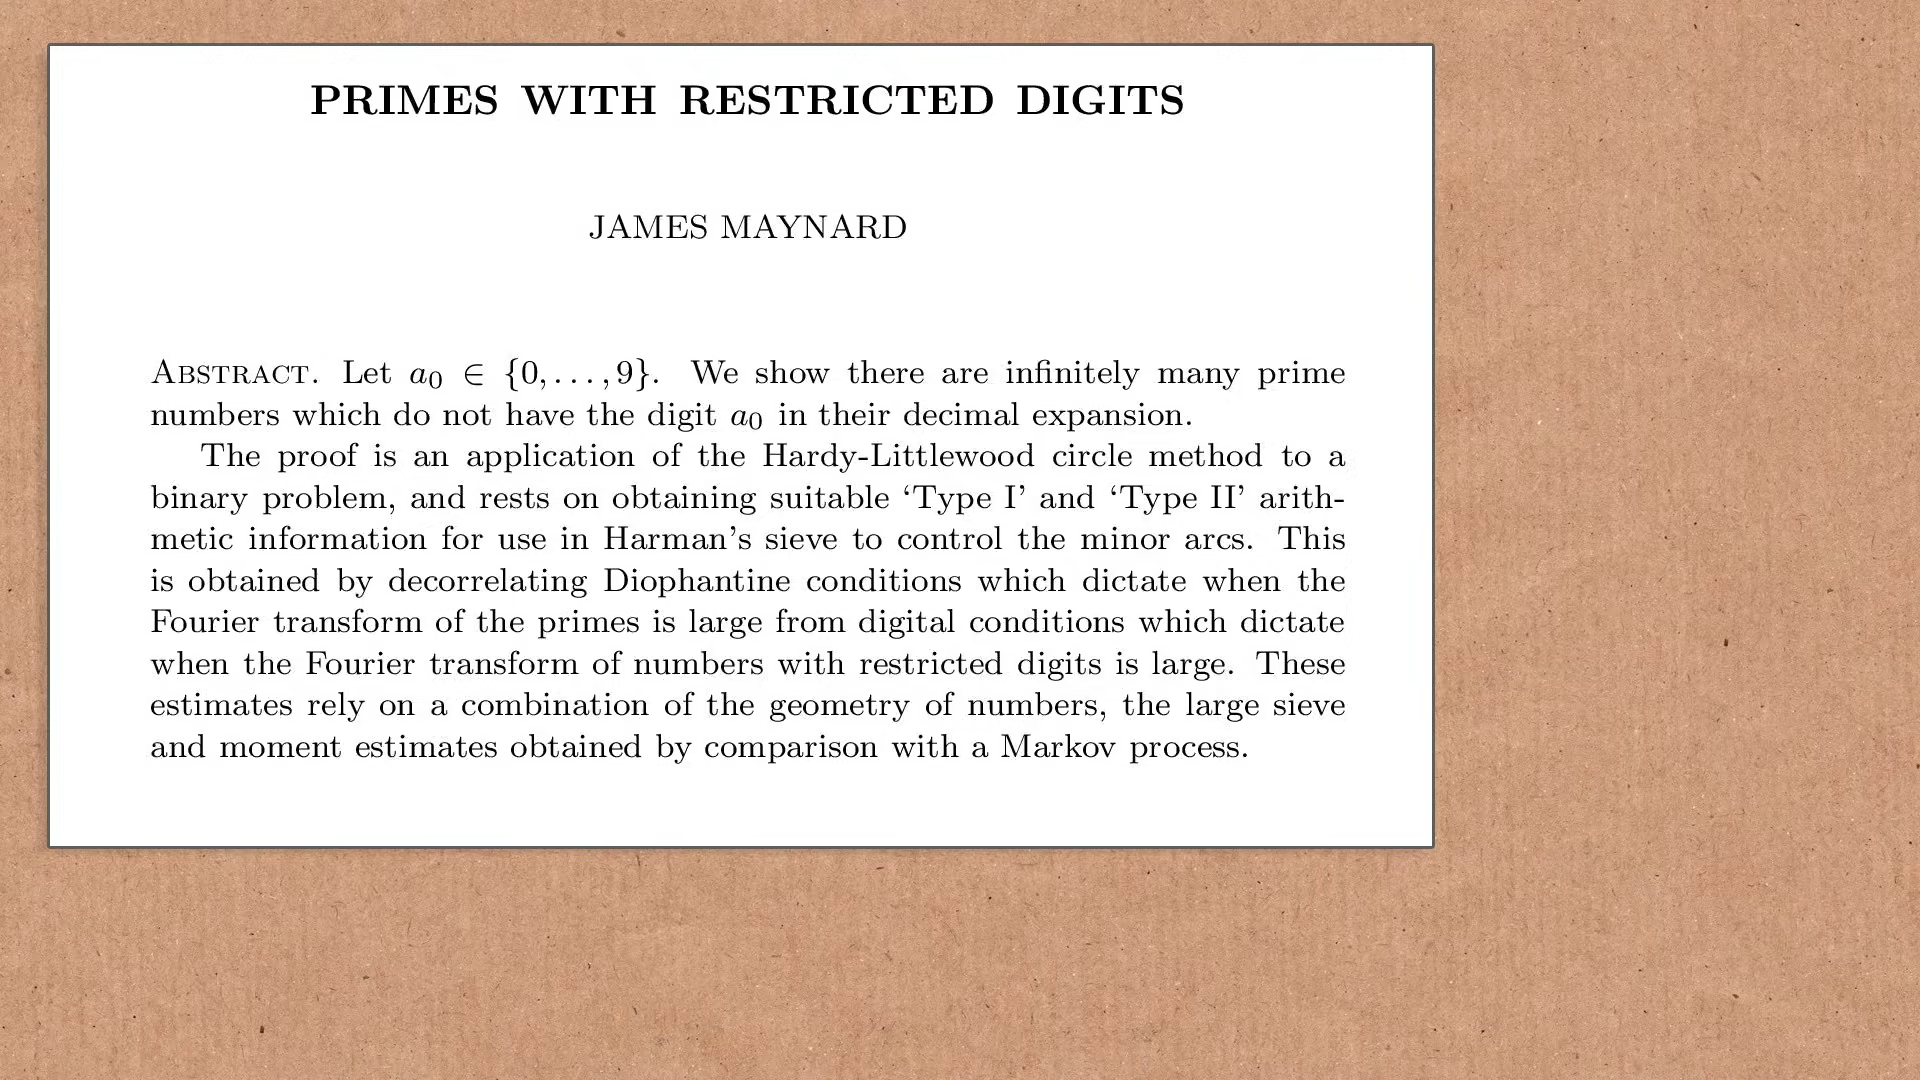 PRIMES WITH RESTRICTED DIGITS
JAMES MAYNARD
ABSTRACT. Let a₀ ∈ {0, . . . , 9}. We show there are infinitely many prime
numbers which do not have the digit a₀ in their decimal expansion.
The proof is an application of the Hardy-Littlewood circle method to a
binary problem, and rests on obtaining suitable ‘Type I’ and ‘Type II’ arith-
metic information for use in Harman’s sieve to control the minor arcs. This
is obtained by decorrelating Diophantine conditions which dictate when the
Fourier transform of the primes is large from digital conditions which dictate
when the Fourier transform of numbers with restricted digits is large. These
estimates rely on a combination of the geometry of numbers, the large sieve
and moment estimates obtained by comparison with a Markov process.